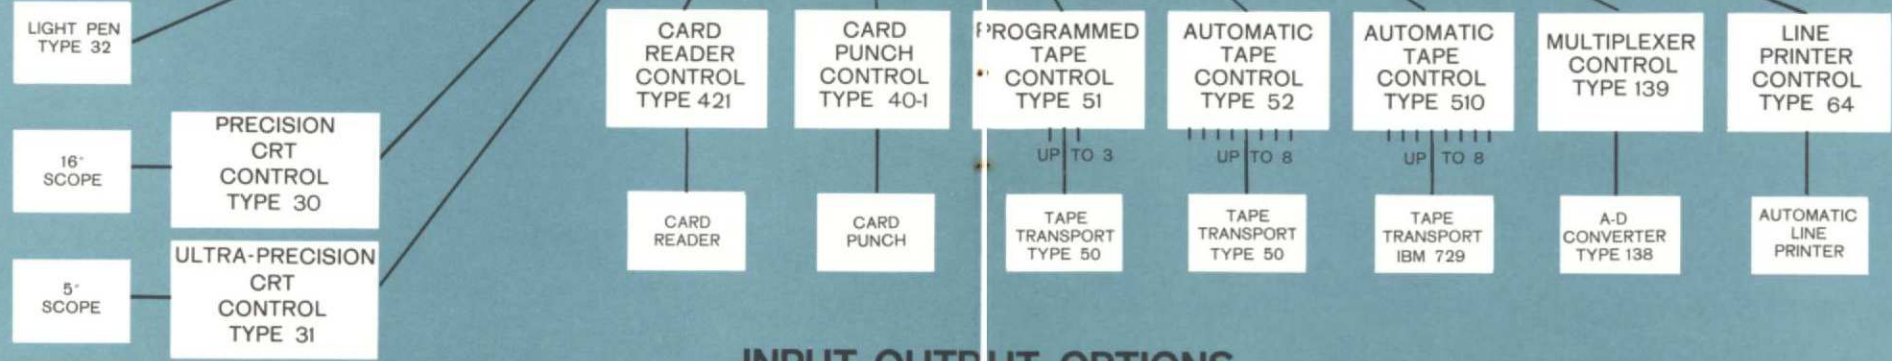 LIGHT PEN
TYPE 32
CARD
READER
CONTROL
TYPE 421
CARD
PUNCH
CONTROL
TYPE 40-1
PROGRAMMED
TAPE
CONTROL
TYPE 51
AUTOMATIC
TAPE
CONTROL
TYPE 52
AUTOMATIC
TAPE
CONTROL
TYPE 510
MULTIPLEXER
CONTROL
TYPE 139
LINE
PRINTER
CONTROL
TYPE 64
UP TO 3
UP TO 8
UP TO 8
16"
SCOPE
PRECISION
CRT
CONTROL
TYPE 30
CARD
READER
CARD
PUNCH
TAPE
TRANSPORT
TYPE 50
TAPE
TRANSPORT
TYPE 50
TAPE
TRANSPORT
IBM 729
A-D
CONVERTER
TYPE 138
AUTOMATIC
LINE
PRINTER
5"
SCOPE
ULTRA-PRECISION
CRT
CONTROL
TYPE 31
INPUT OUTPUT OPTIONS